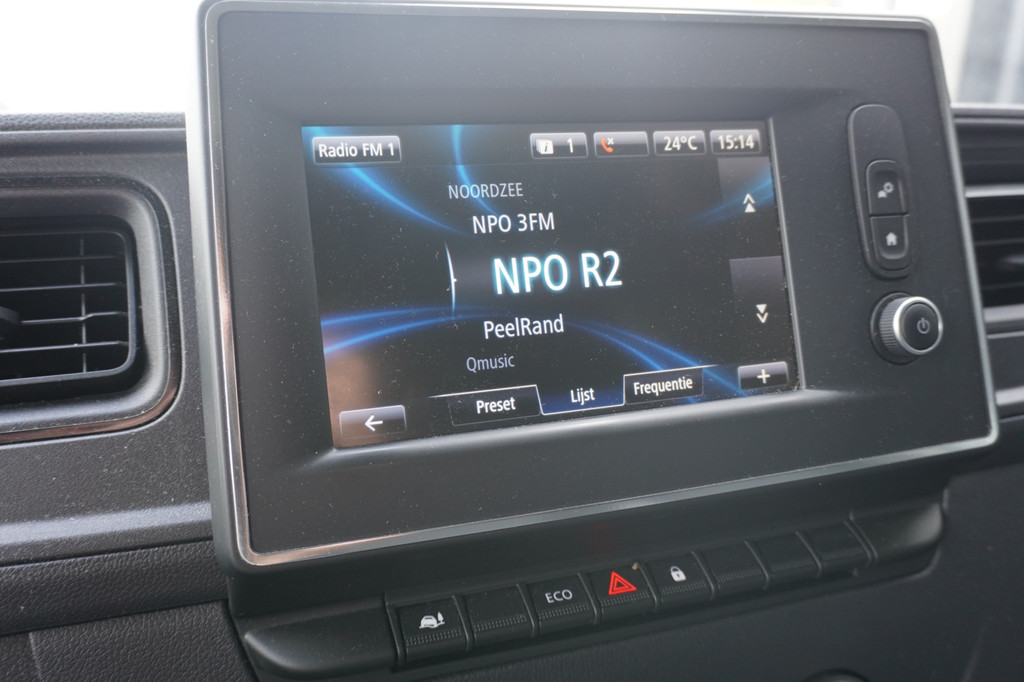 Radio FM 1
1
24°C
15:14
NOORDZEE
NPO 3FM
NPO R2
PeelRand
Qmusic
Preset
Lijst
Frequentie
+
ECO